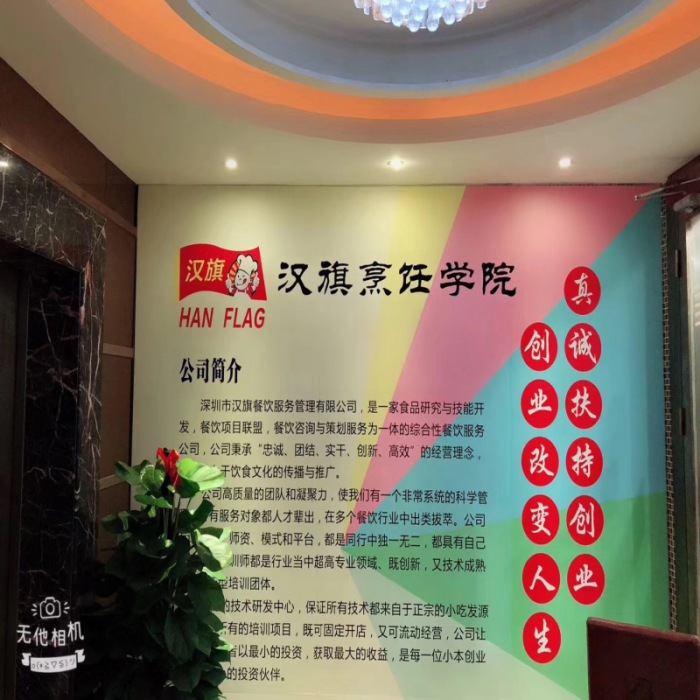 汉旗
HAN FLAG
汉旗烹饪学院
公司简介
深圳市汉旗餐饮服务管理有限公司，是一家食品研究与技能开
发，餐饮项目联盟，餐饮咨询与策划服务为一体的综合性餐饮服务
公司，公司秉承“忠诚、团结、实干、创新、高效”的经营理念，
于饮食文化的传播与推广。
公司高质量的团队和凝聚力，使我们有一个非常系统的科学管
有服务对象都人才辈出，在多个餐饮行业中出类拔萃。公司
师资、模式和平台，都是同行中独一无二，都具有自己
训师都是行业当中超高专业领域、既创新，又技术成熟
型培训团体。
的技术研发中心，保证所有技术都来自于正宗的小吃发源
所有的培训项目，既可固定开店，又可流动经营，公司让
者以最小的投资，获取最大的收益，是每一位小本创业
的投资伙伴。
真诚扶持创业
创业改变人生
无他相机